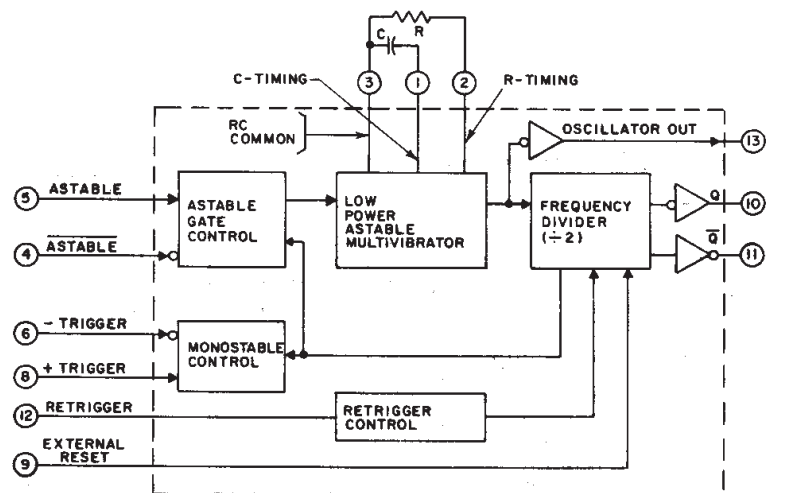 R
C
3
1
2
C-TIMING
R-TIMING
RC
COMMON
OSCILLATOR OUT
13
5
ASTABLE
ASTABLE
GATE
CONTROL
LOW
POWER
ASTABLE
MULTIVIBRATOR
FREQUENCY
DIVIDER
(÷2)
Q
10
4
A̅S̅T̅A̅B̅L̅E̅
Q̅
11
6
- TRIGGER
MONOSTABLE
CONTROL
8
+ TRIGGER
12
RETRIGGER
RETRIGGER
CONTROL
9
EXTERNAL
RESET